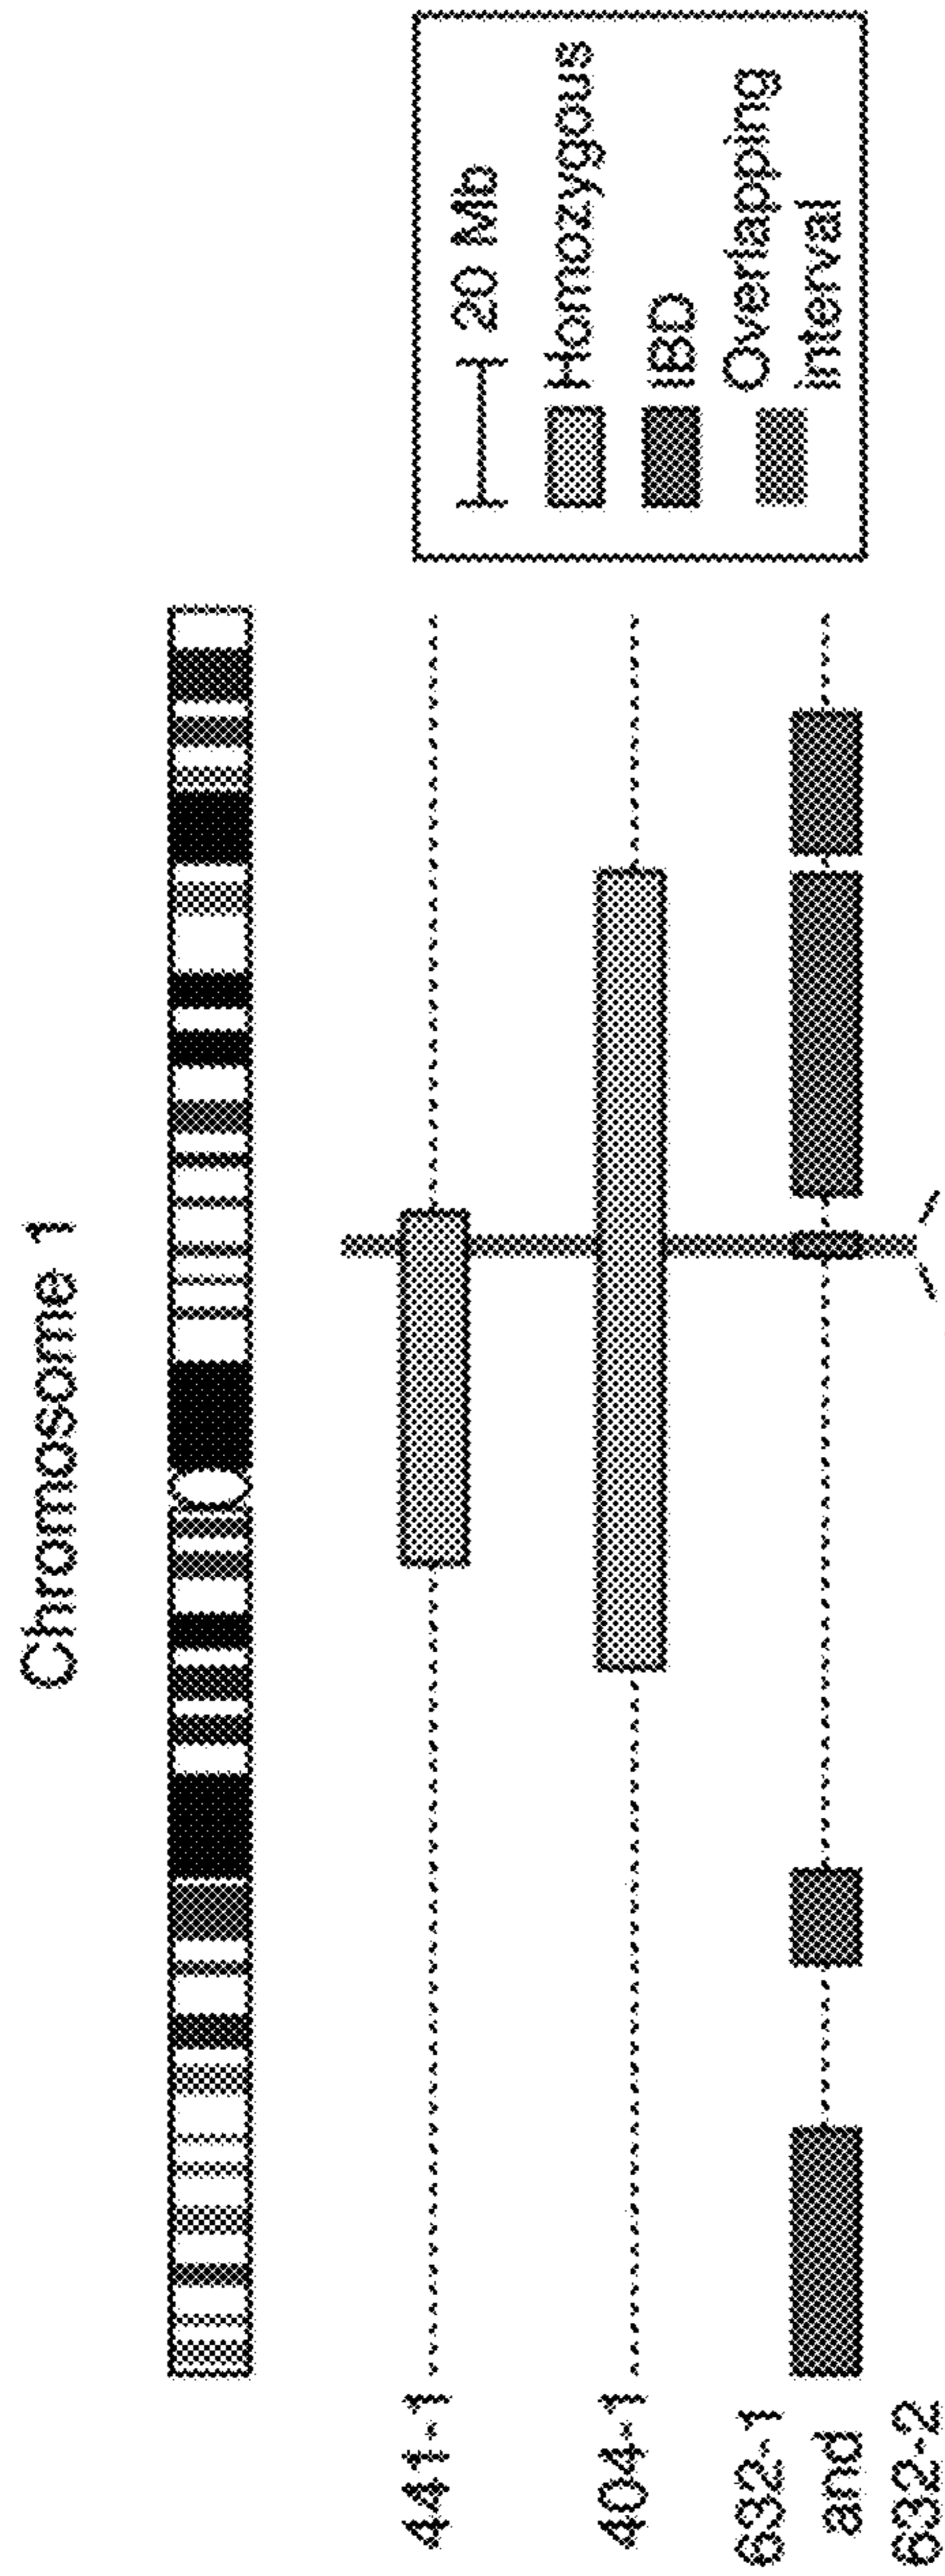 Chromosome 1
441-1
404-1
632-1
and
632-2
20 Mb
Homozygous
IBD
Overlapping
Interval